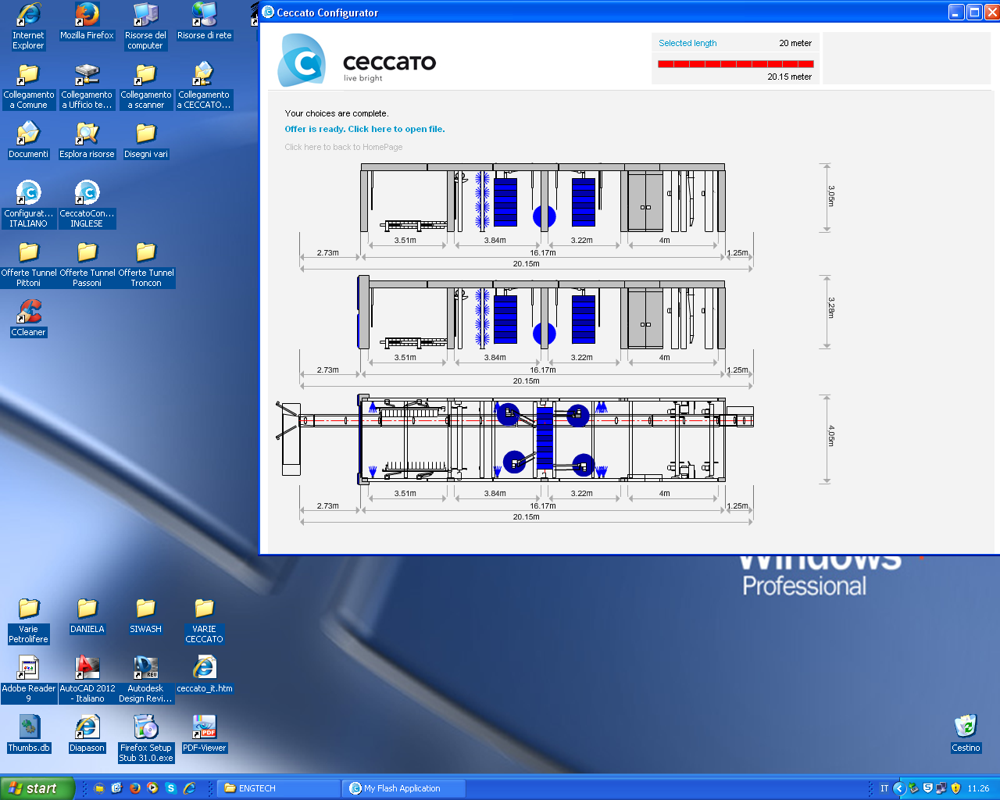 Internet
Explorer
Mozilla Firefox
Risorse del
computer
Risorse di rete
Collegamento
a Comune
Collegamento
a Ufficio te...
Collegamento
a scanner
Collegamento
a CECCATO...
Documenti
Esplora risorse
Disegni vari
Configurat...
ITALIANO
CeccatoCon...
INGLESE
Offerte Tunnel
Pittoni
Offerte Tunnel
Passoni
Offerte Tunnel
Troncon
CCleaner
Ceccato Configurator
ceccato
live bright
Selected length
20 meter
20.15 meter
Your choices are complete.
Offer is ready. Click here to open file.
Click here to back to HomePage
3.05m
3.51m
3.84m
3.22m
4m
2.73m
16.17m
1.25m
20.15m
3.28m
3.51m
3.84m
3.22m
4m
2.73m
16.17m
1.25m
20.15m
4.05m
3.51m
3.84m
3.22m
4m
2.73m
16.17m
1.25m
20.15m
Windows
Professional
Varie
Petrolifere
DANIELA
SIWASH
VARIE
CECCATO
Adobe Reader
9
AutoCAD 2012
- Italiano
REV
Autodesk
Design Revi...
ceccato_it.htm
Thumbs.db
Diapason
Firefox Setup
Stub 31.0.exe
PDF
PDF-Viewer
Cestino
start
ENGTECH
My Flash Application
IT
11.26